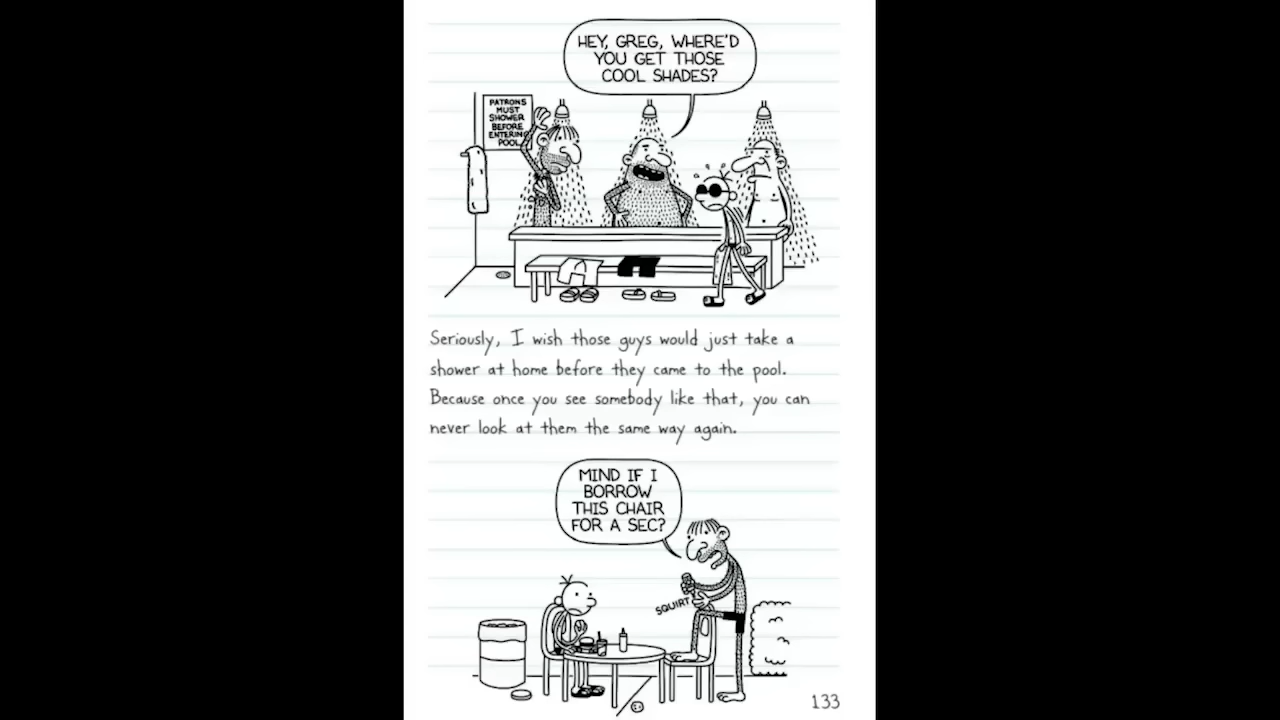 HEY, GREG, WHERE'D
YOU GET THOSE
COOL SHADES?
PATRONS
MUST
SHOWER
BEFORE
ENTERING
POOL
Seriously, I wish those guys would just take a
shower at home before they came to the pool.
Because once you see somebody like that, you can
never look at them the same way again.
MIND IF I
BORROW
THIS CHAIR
FOR A SEC?
SQUIRT
133